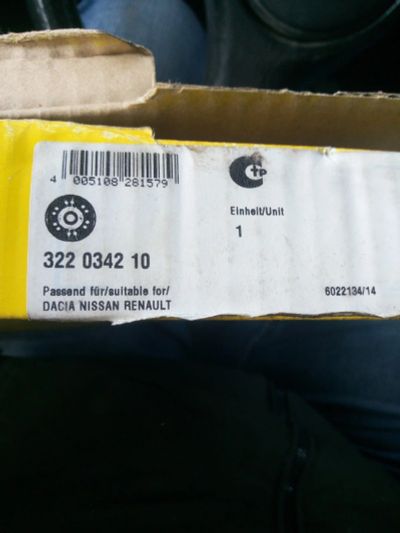 4 005108 281579
Einheit/Unit
1
322 0342 10
Passend für/suitable for/
DACIA NISSAN RENAULT
6022134/14